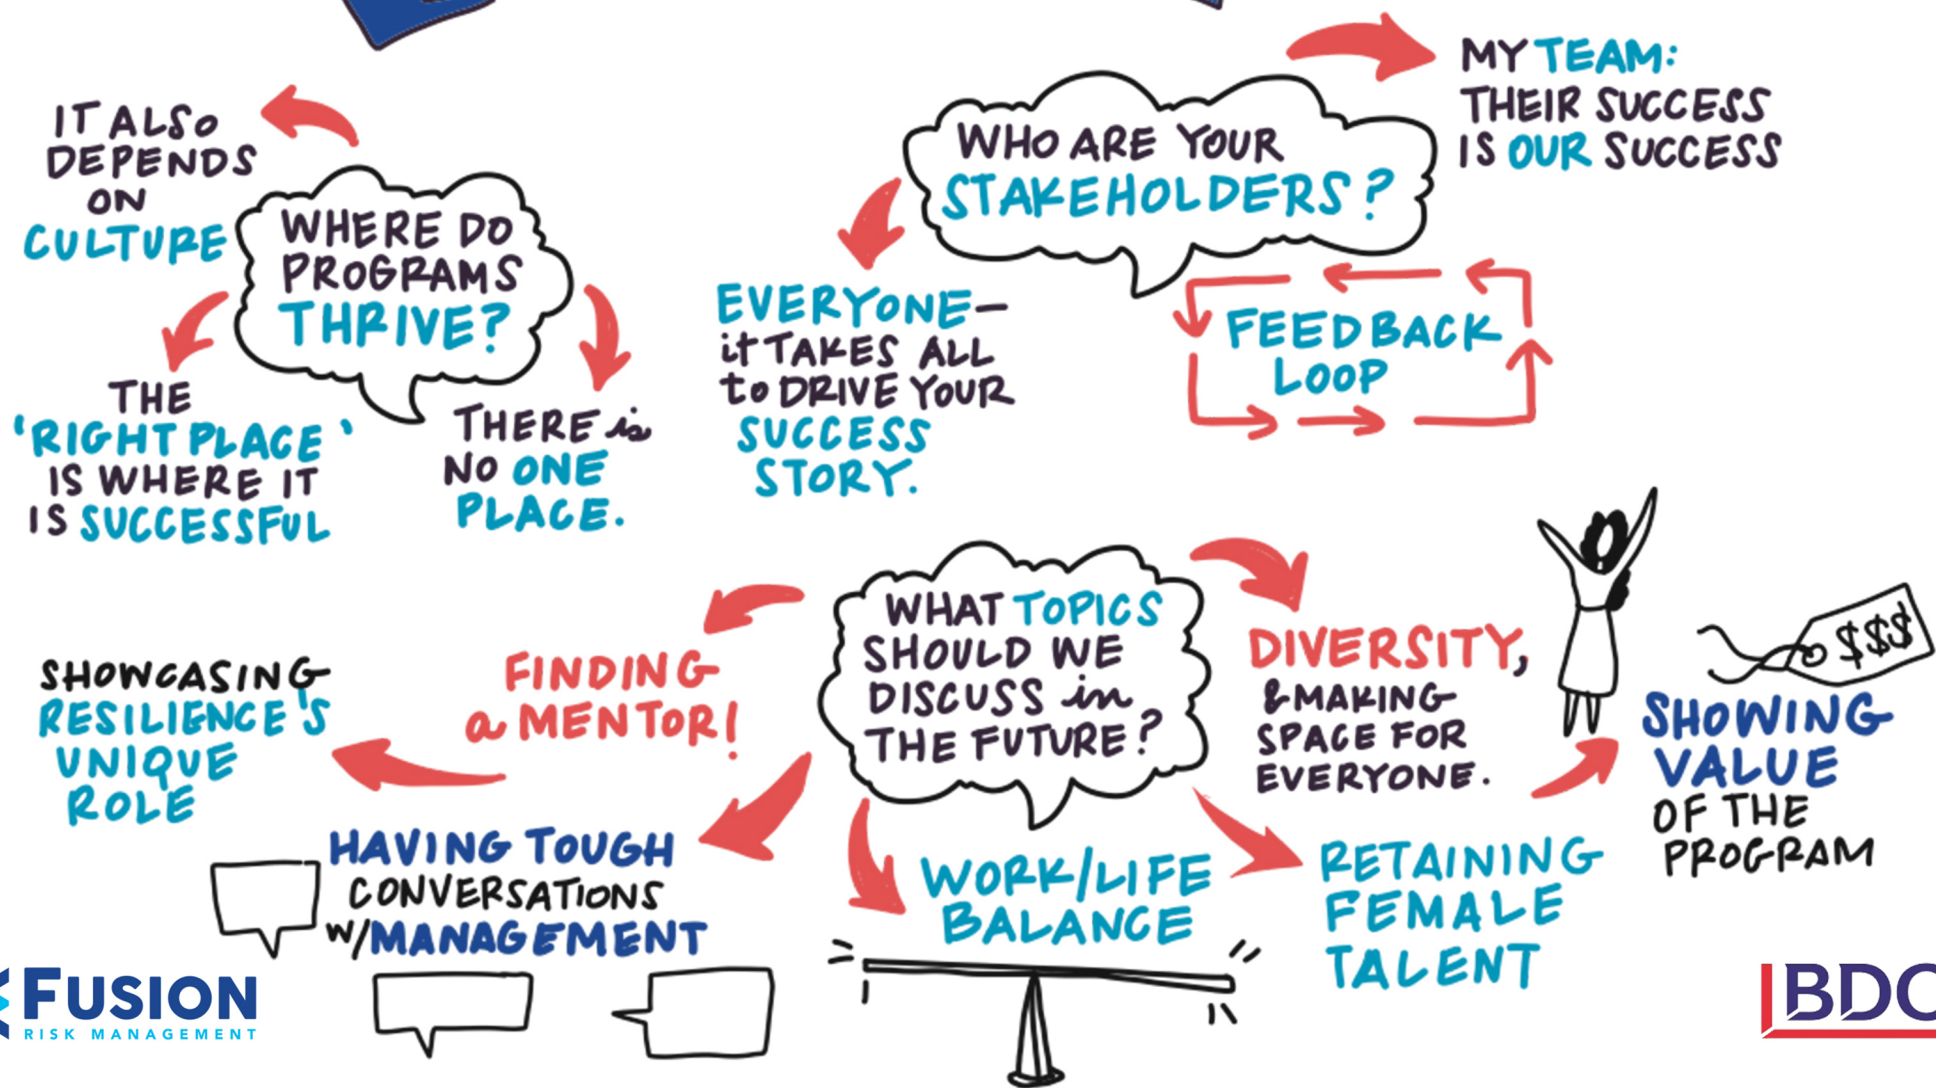 IT ALSO
DEPENDS
ON
CULTURE
WHERE DO
PROGRAMS
THRIVE?
THE
'RIGHT PLACE'
IS WHERE IT
IS SUCCESSFUL
THERE is
NO ONE
PLACE.
WHO ARE YOUR
STAKEHOLDERS?
MY TEAM:
THEIR SUCCESS
IS OUR SUCCESS
EVERYONE—
it TAKES ALL
to DRIVE YOUR
SUCCESS
STORY.
FEEDBACK
LOOP
WHAT TOPICS
SHOULD WE
DISCUSS in
THE FUTURE?
FINDING
a MENTOR!
SHOWCASING
RESILIENCE'S
UNIQUE
ROLE
HAVING TOUGH
CONVERSATIONS
W/MANAGEMENT
WORK/LIFE
BALANCE
DIVERSITY,
& MAKING
SPACE FOR
EVERYONE.
RETAINING
FEMALE
TALENT
$$$
SHOWING
VALUE
OF THE
PROGRAM
FUSION
RISK MANAGEMENT
BDO